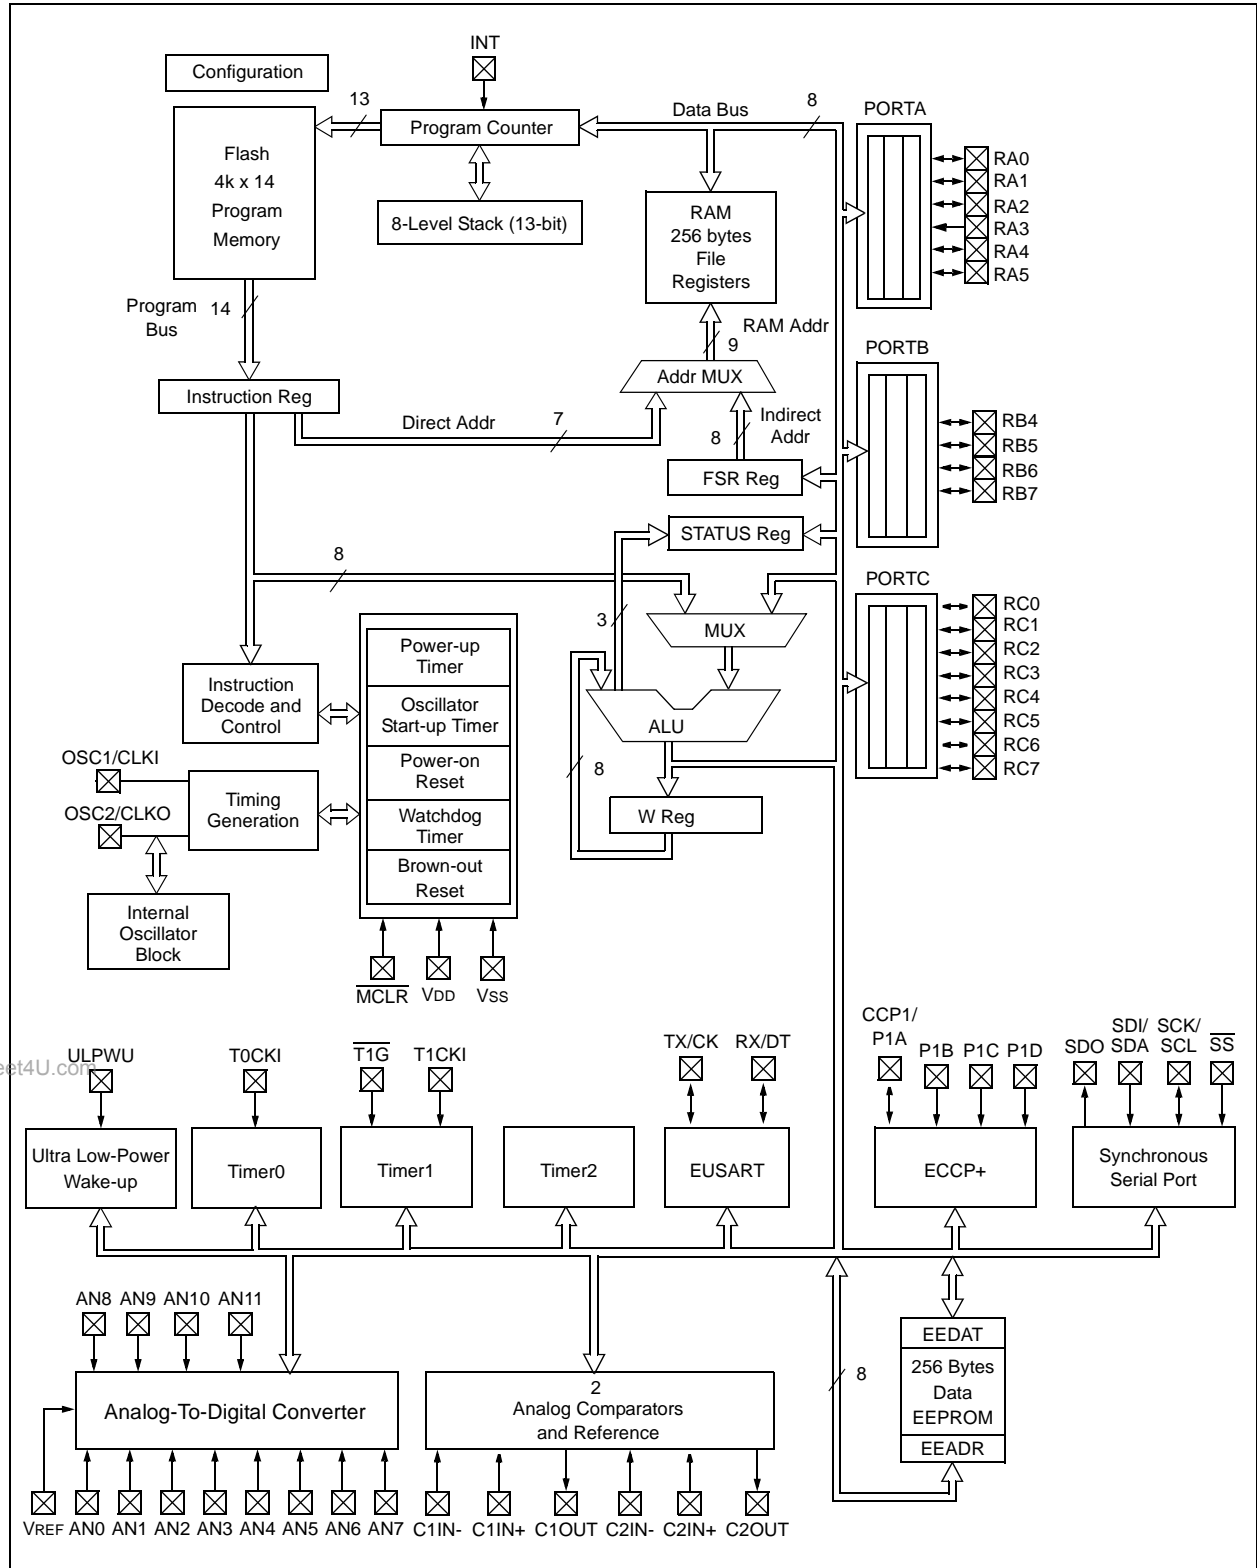 INT
Configuration
13
Data Bus
8
PORTA
Program Counter
Flash
4k x 14
Program
Memory
8-Level Stack (13-bit)
RAM
256 bytes
File
Registers
RA0
RA1
RA2
RA3
RA4
RA5
Program
Bus
14
RAM Addr
9
PORTB
Addr MUX
Instruction Reg
Direct Addr
7
Indirect
Addr
8
FSR Reg
RB4
RB5
RB6
RB7
STATUS Reg
8
PORTC
3
MUX
RC0
RC1
RC2
RC3
RC4
RC5
RC6
RC7
Power-up
Timer
Instruction
Decode and
Control
Oscillator
Start-up Timer
ALU
OSC1/CLKI
Power-on
Reset
8
Timing
Generation
OSC2/CLKO
Watchdog
Timer
W Reg
Brown-out
Reset
Internal
Oscillator
Block
MCLR
VDD
VSS
CCP1/
P1A
P1B
P1C
P1D
SDO
SDI/
SDA
SCK/
SCL
SS
eet4U.com
ULPWU
T0CKI
T1G
T1CKI
TX/CK
RX/DT
Ultra Low-Power
Wake-up
Timer0
Timer1
Timer2
EUSART
ECCP+
Synchronous
Serial Port
AN8
AN9
AN10
AN11
EEDAT
256 Bytes
Data
EEPROM
EEADR
8
Analog-To-Digital Converter
2
Analog Comparators
and Reference
VREF
AN0
AN1
AN2
AN3
AN4
AN5
AN6
AN7
C1IN-
C1IN+
C1OUT
C2IN-
C2IN+
C2OUT